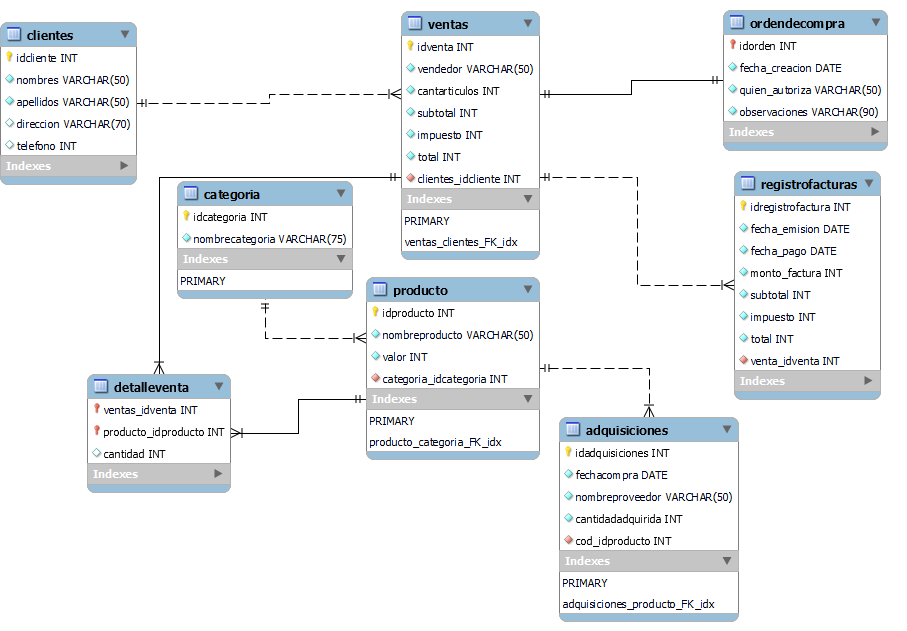 clientes
idcliente INT
nombres VARCHAR(50)
apellidos VARCHAR(50)
direccion VARCHAR(70)
telefono INT
Indexes
ventas
idventa INT
vendedor VARCHAR(50)
cantarticulos INT
subtotal INT
impuesto INT
total INT
clientes_idcliente INT
Indexes
PRIMARY
ventas_clientes_FK_idx
ordendecompra
idorden INT
fecha_creacion DATE
quien_autoriza VARCHAR(50)
observaciones VARCHAR(90)
Indexes
categoria
idcategoria INT
nombrecategoria VARCHAR(75)
Indexes
PRIMARY
registrofacturas
idregistrofactura INT
fecha_emision DATE
fecha_pago DATE
monto_factura INT
subtotal INT
impuesto INT
total INT
venta_idventa INT
Indexes
producto
idproducto INT
nombreproducto VARCHAR(50)
valor INT
categoria_idcategoria INT
Indexes
PRIMARY
producto_categoria_FK_idx
detalleventa
ventas_idventa INT
producto_idproducto INT
cantidad INT
Indexes
adquisiciones
idadquisiciones INT
fechacompra DATE
nombreproveedor VARCHAR(50)
cantidadadquirida INT
cod_idproducto INT
Indexes
PRIMARY
adquisiciones_producto_FK_idx